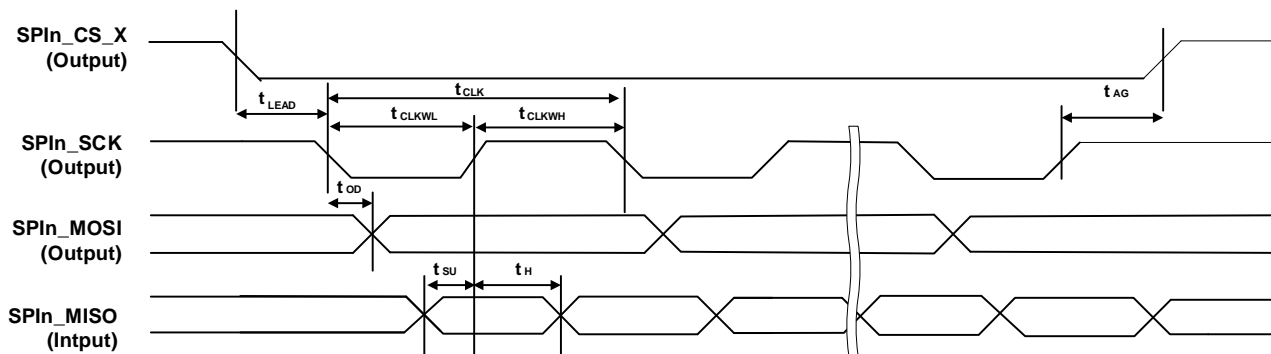 SPIn_CS_X
(Output)
t LEAD
t CLK
t AG
t CLKWL
t CLKWH
SPIn_SCK
(Output)
t OD
SPIn_MOSI
(Output)
t SU
t H
SPIn_MISO
(Intput)